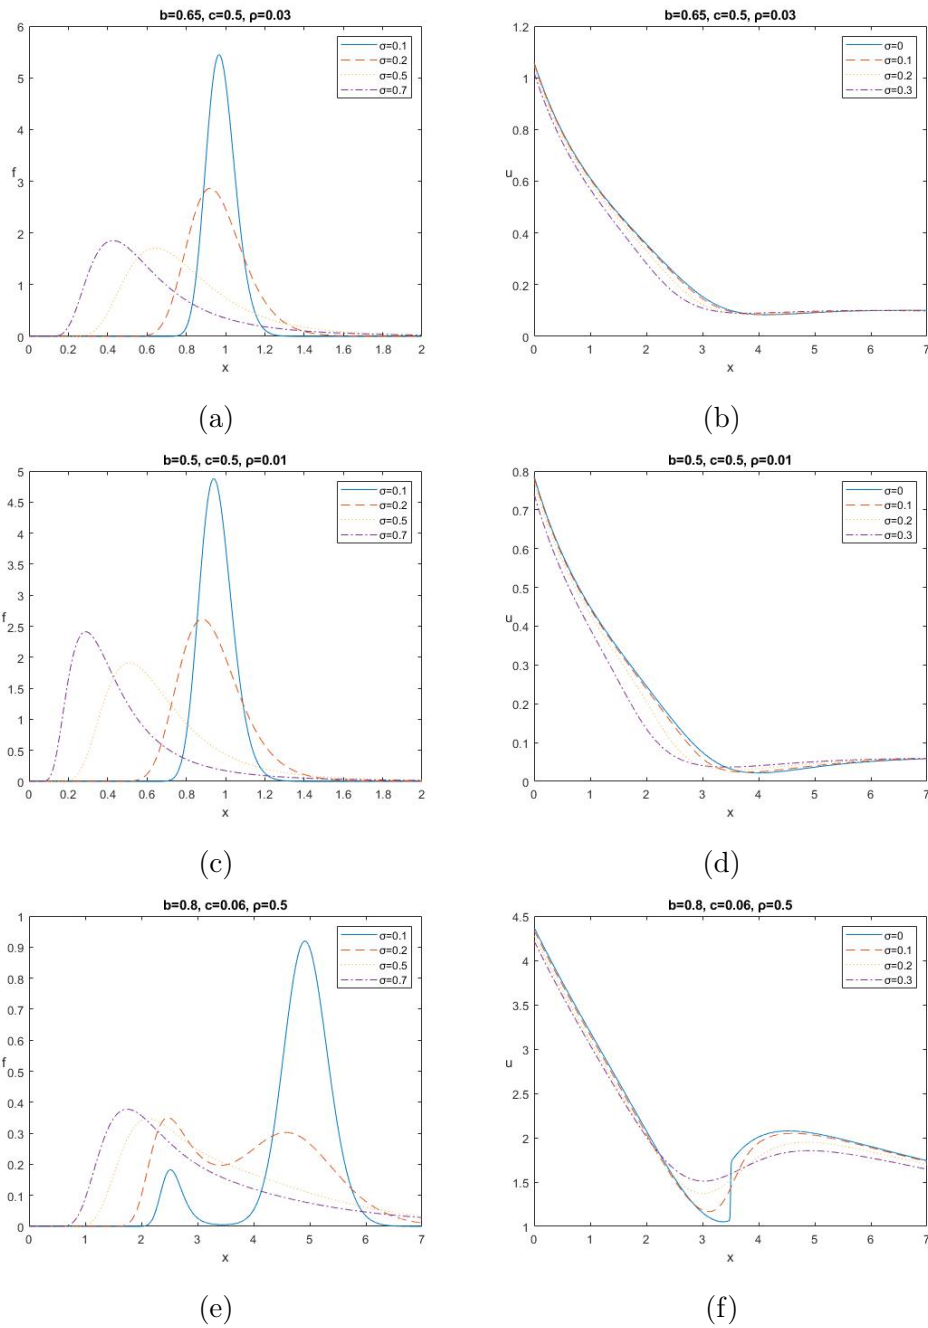 b=0.65, c=0.5, ρ=0.03
6
5
4
3
2
1
0
f
0 0.2 0.4 0.6 0.8 1 1.2 1.4 1.6 1.8 2
x
σ=0.1
σ=0.2
σ=0.5
σ=0.7
(a)
b=0.65, c=0.5, ρ=0.03
1.2
1
0.8
0.6
0.4
0.2
0
u
0 1 2 3 4 5 6 7
x
σ=0
σ=0.1
σ=0.2
σ=0.3
(b)
b=0.5, c=0.5, ρ=0.01
5
4.5
4
3.5
3
2.5
2
1.5
1
0.5
0
f
0 0.2 0.4 0.6 0.8 1 1.2 1.4 1.6 1.8 2
x
σ=0.1
σ=0.2
σ=0.5
σ=0.7
(c)
b=0.5, c=0.5, ρ=0.01
0.8
0.7
0.6
0.5
0.4
0.3
0.2
0.1
0
u
0 1 2 3 4 5 6 7
x
σ=0
σ=0.1
σ=0.2
σ=0.3
(d)
b=0.8, c=0.06, ρ=0.5
1
0.9
0.8
0.7
0.6
0.5
0.4
0.3
0.2
0.1
0
f
0 1 2 3 4 5 6 7
x
σ=0.1
σ=0.2
σ=0.5
σ=0.7
(e)
b=0.8, c=0.06, ρ=0.5
4.5
4
3.5
3
2.5
2
1.5
1
u
0 1 2 3 4 5 6 7
x
σ=0
σ=0.1
σ=0.2
σ=0.3
(f)